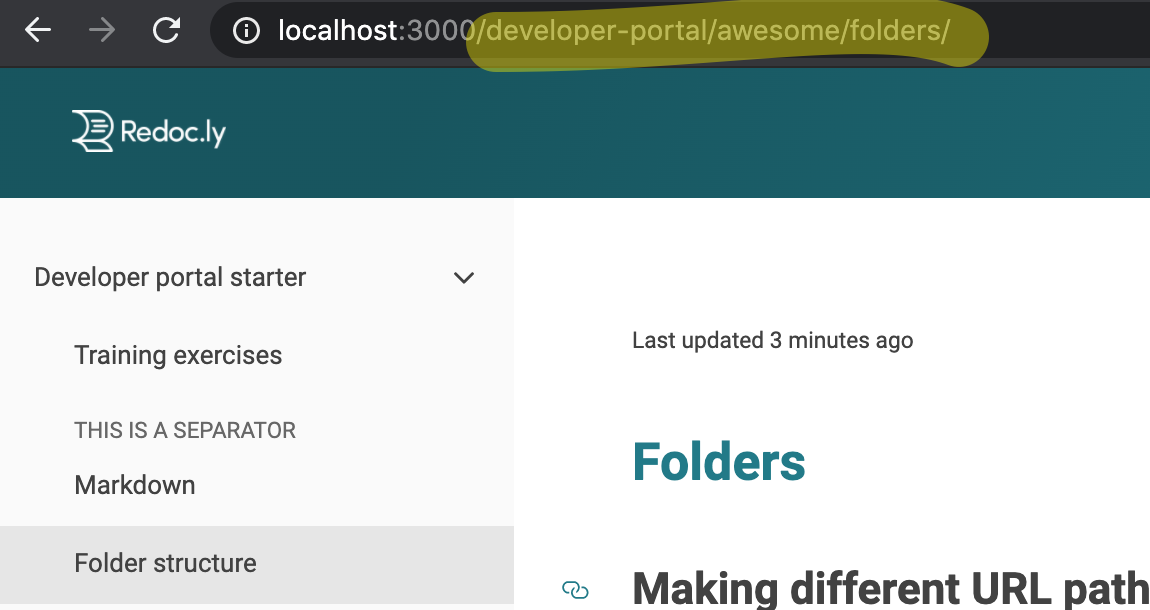 localhost:3000/developer-portal/awesome/folders/
Redoc.ly
Developer portal starter
Training exercises
THIS IS A SEPARATOR
Markdown
Folder structure
Last updated 3 minutes ago
Folders
Making different URL path